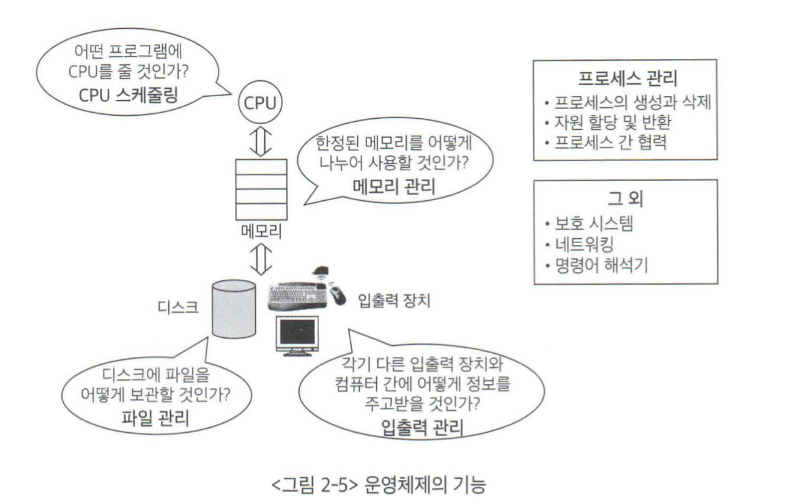 어떤 프로그램에
CPU를 줄 것인가?
CPU 스케줄링
CPU
한정된 메모리를 어떻게
나누어 사용할 것인가?
메모리 관리
메모리
디스크
입출력 장치
디스크에 파일을
어떻게 보관할 것인가?
파일 관리
각기 다른 입출력 장치와
컴퓨터 간에 어떻게 정보를
주고받을 것인가?
입출력 관리
프로세스 관리
• 프로세스의 생성과 삭제
• 자원 할당 및 반환
• 프로세스 간 협력
그 외
• 보호 시스템
• 네트워킹
• 명령어 해석기
<그림 2-5> 운영체제의 기능